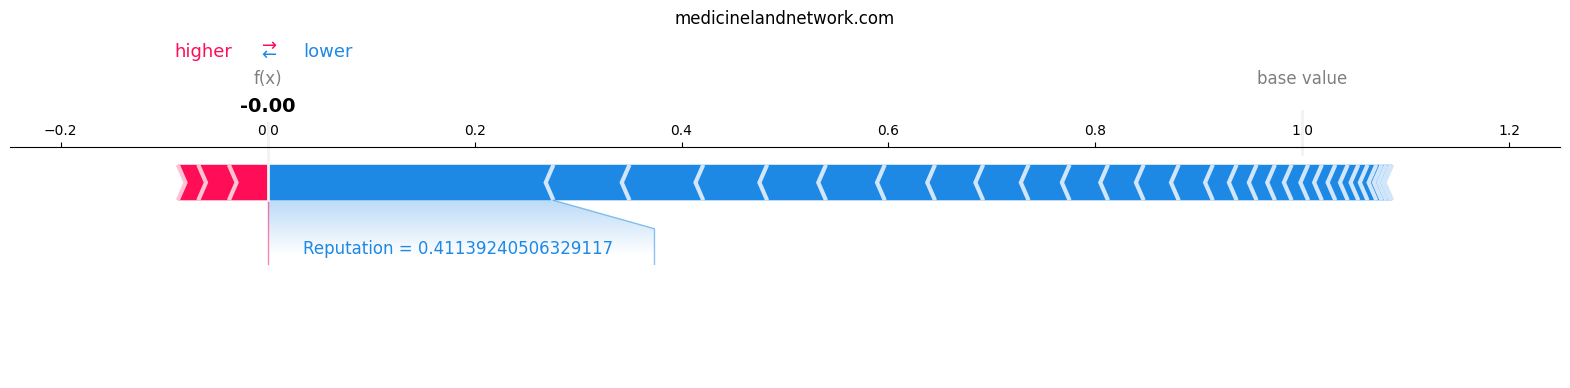 medicinelandnetwork.com
higher ⇄ lower
f(x) base value
-0.00
−0.2 0.0 0.2 0.4 0.6 0.8 1.0 1.2
Reputation = 0.41139240506329117